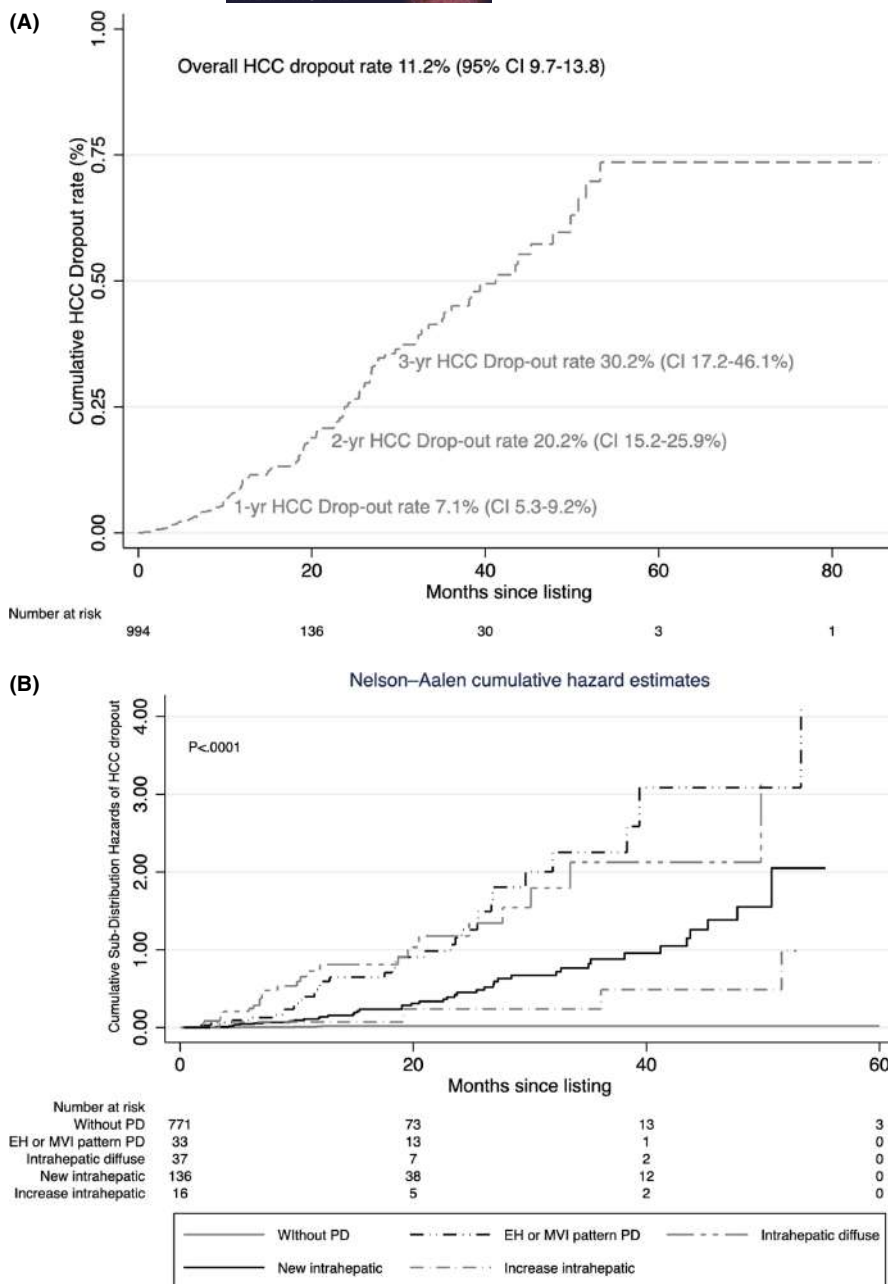 (A)
1.00
Overall HCC dropout rate 11.2% (95% CI 9.7-13.8)
0.75
Cumulative HCC Dropout rate (%)
0.50
3-yr HCC Drop-out rate 30.2% (CI 17.2-46.1%)
0.25
2-yr HCC Drop-out rate 20.2% (CI 15.2-25.9%)
1-yr HCC Drop-out rate 7.1% (CI 5.3-9.2%)
0.00
0 20 40 60 80
Months since listing
Number at risk
994 136 30 3 1
(B)
Nelson–Aalen cumulative hazard estimates
4.00
P<.0001
3.00
Cumulative Sub-Distribution Hazards of HCC dropout
2.00
1.00
0.00
0 20 40 60
Months since listing
Number at risk
Without PD 771 73 13 3
EH or MVI pattern PD 33 13 1 0
Intrahepatic diffuse 37 7 2 0
New intrahepatic 136 38 12 0
Increase intrahepatic 16 5 2 0
WIthout PD EH or MVI pattern PD Intrahepatic diffuse
New intrahepatic Increase intrahepatic